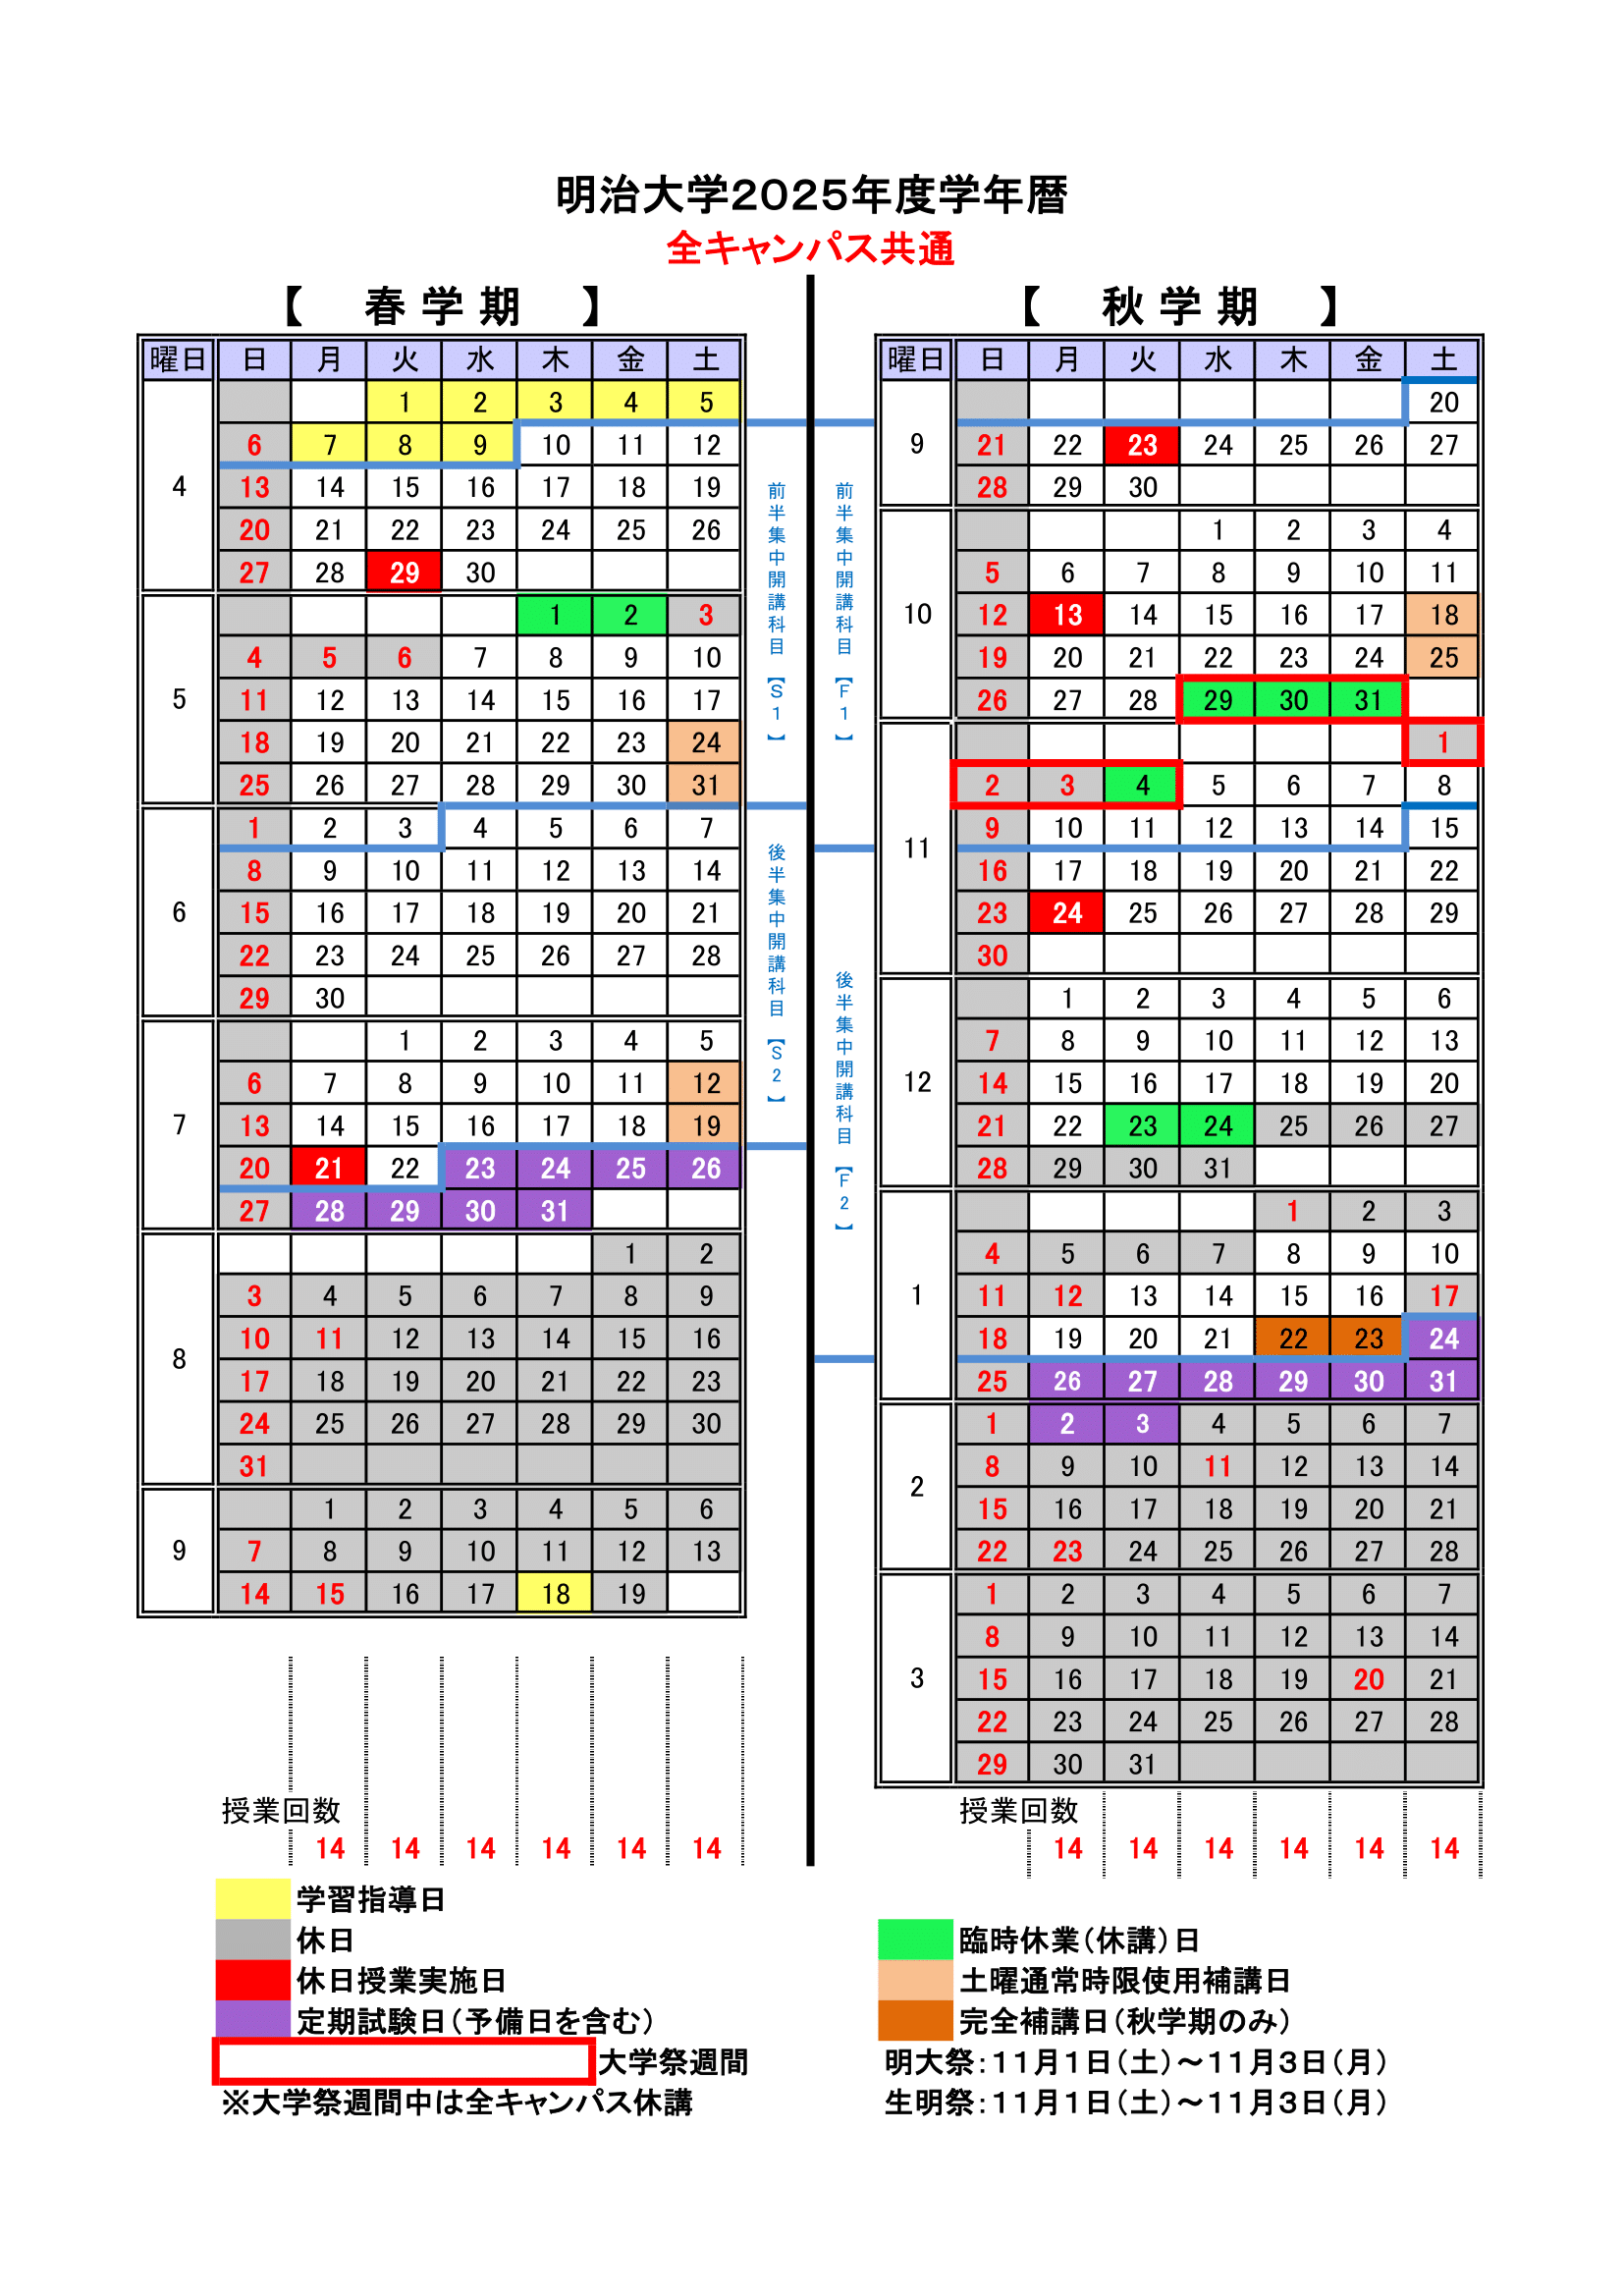 明治大学2025年度学年暦
全キャンパス共通
【 春学期 】
曜日 日 月 火 水 木 金 土
1 2 3 4 5
6 7 8 9 10 11 12
4 13 14 15 16 17 18 19
20 21 22 23 24 25 26
27 28 29 30
1 2 3
4 5 6 7 8 9 10
5 11 12 13 14 15 16 17
18 19 20 21 22 23 24
25 26 27 28 29 30 31
1 2 3 4 5 6 7
8 9 10 11 12 13 14
6 15 16 17 18 19 20 21
22 23 24 25 26 27 28
29 30
1 2 3 4 5
6 7 8 9 10 11 12
7 13 14 15 16 17 18 19
20 21 22 23 24 25 26
27 28 29 30 31
1 2
3 4 5 6 7 8 9
10 11 12 13 14 15 16
8 17 18 19 20 21 22 23
24 25 26 27 28 29 30
31
1 2 3 4 5 6
9 7 8 9 10 11 12 13
14 15 16 17 18 19
授業回数
14 14 14 14 14 14
前半集中開講科目【S1】
後半集中開講科目【S2】
前半集中開講科目【F1】
後半集中開講科目【F2】
【 秋学期 】
曜日 日 月 火 水 木 金 土
20
9 21 22 23 24 25 26 27
28 29 30
1 2 3 4
5 6 7 8 9 10 11
10 12 13 14 15 16 17 18
19 20 21 22 23 24 25
26 27 28 29 30 31
1
2 3 4 5 6 7 8
11 9 10 11 12 13 14 15
16 17 18 19 20 21 22
23 24 25 26 27 28 29
30
1 2 3 4 5 6
7 8 9 10 11 12 13
12 14 15 16 17 18 19 20
21 22 23 24 25 26 27
28 29 30 31
1 2 3
4 5 6 7 8 9 10
1 11 12 13 14 15 16 17
18 19 20 21 22 23 24
25 26 27 28 29 30 31
1 2 3 4 5 6 7
8 9 10 11 12 13 14
2 15 16 17 18 19 20 21
22 23 24 25 26 27 28
1 2 3 4 5 6 7
8 9 10 11 12 13 14
3 15 16 17 18 19 20 21
22 23 24 25 26 27 28
29 30 31
授業回数
14 14 14 14 14 14
学習指導日
休日
休日授業実施日
定期試験日(予備日を含む)
大学祭週間
※大学祭週間中は全キャンパス休講
臨時休業(休講)日
土曜通常時限使用補講日
完全補講日(秋学期のみ)
明大祭:11月1日(土)～11月3日(月)
生明祭:11月1日(土)～11月3日(月)